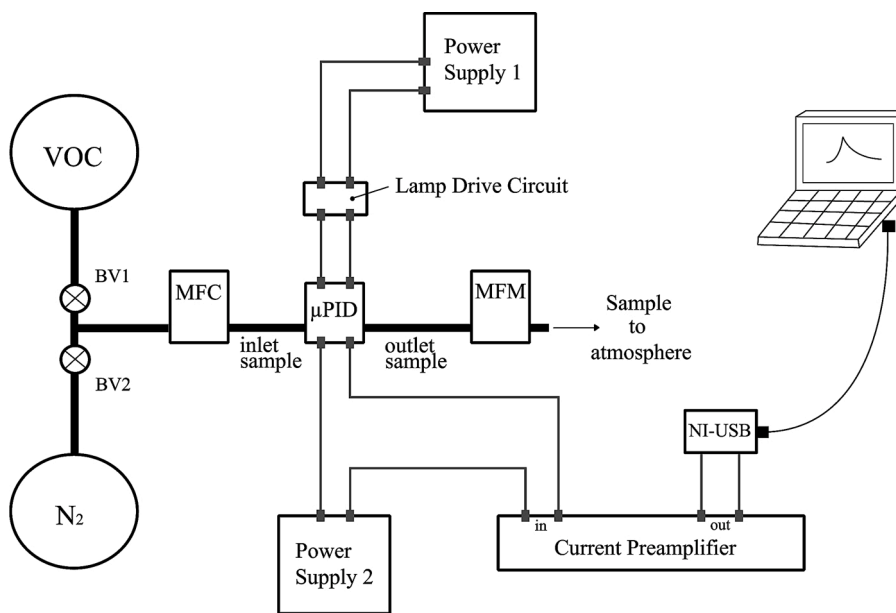 Power
Supply 1
VOC
Lamp Drive Circuit
BV1
MFC
µPID
MFM
Sample
to
atmosphere
inlet
sample
outlet
sample
BV2
NI-USB
N₂
in
out
Power
Supply 2
Current Preamplifier